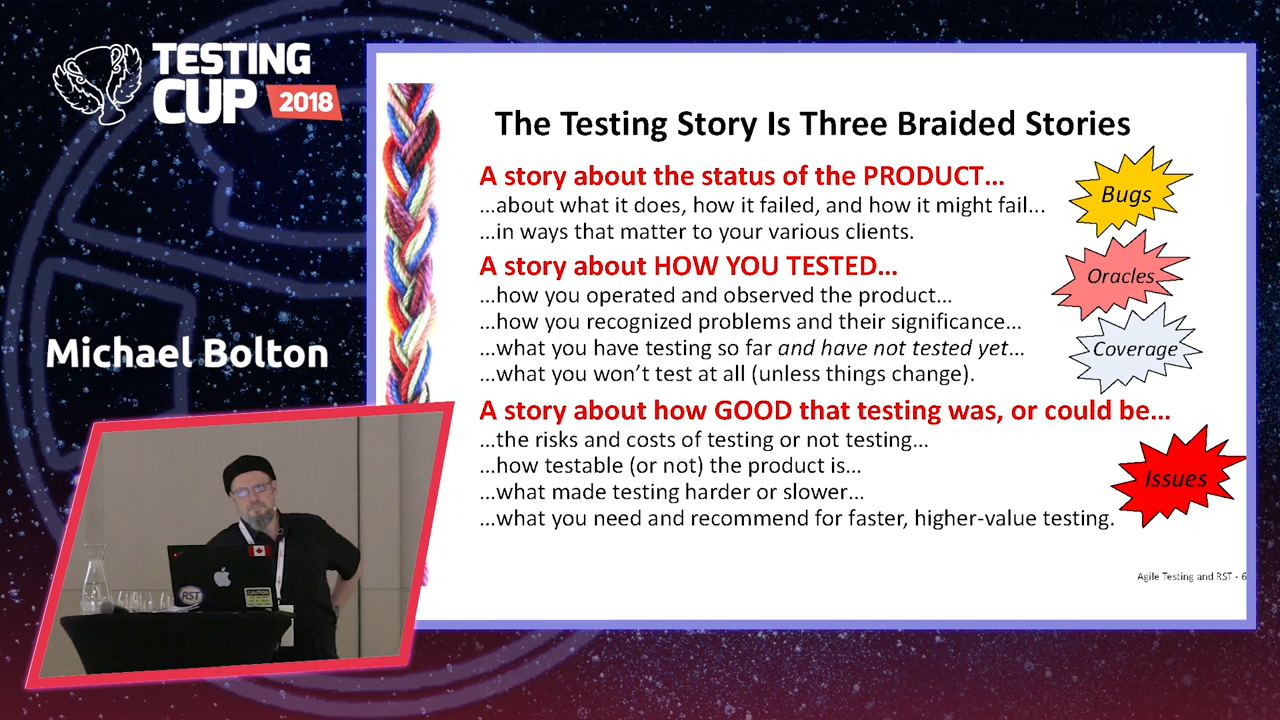 TESTING
CUP
2018
Michael Bolton
RST
CAUTION
The Testing Story Is Three Braided Stories
A story about the status of the PRODUCT...
...about what it does, how it failed, and how it might fail...
...in ways that matter to your various clients.
Bugs
A story about HOW YOU TESTED...
...how you operated and observed the product...
...how you recognized problems and their significance...
...what you have testing so far and have not tested yet...
...what you won't test at all (unless things change).
Oracles
Coverage
A story about how GOOD that testing was, or could be...
...the risks and costs of testing or not testing...
...how testable (or not) the product is...
...what made testing harder or slower...
...what you need and recommend for faster, higher-value testing.
Issues
Agile Testing and RST - 6